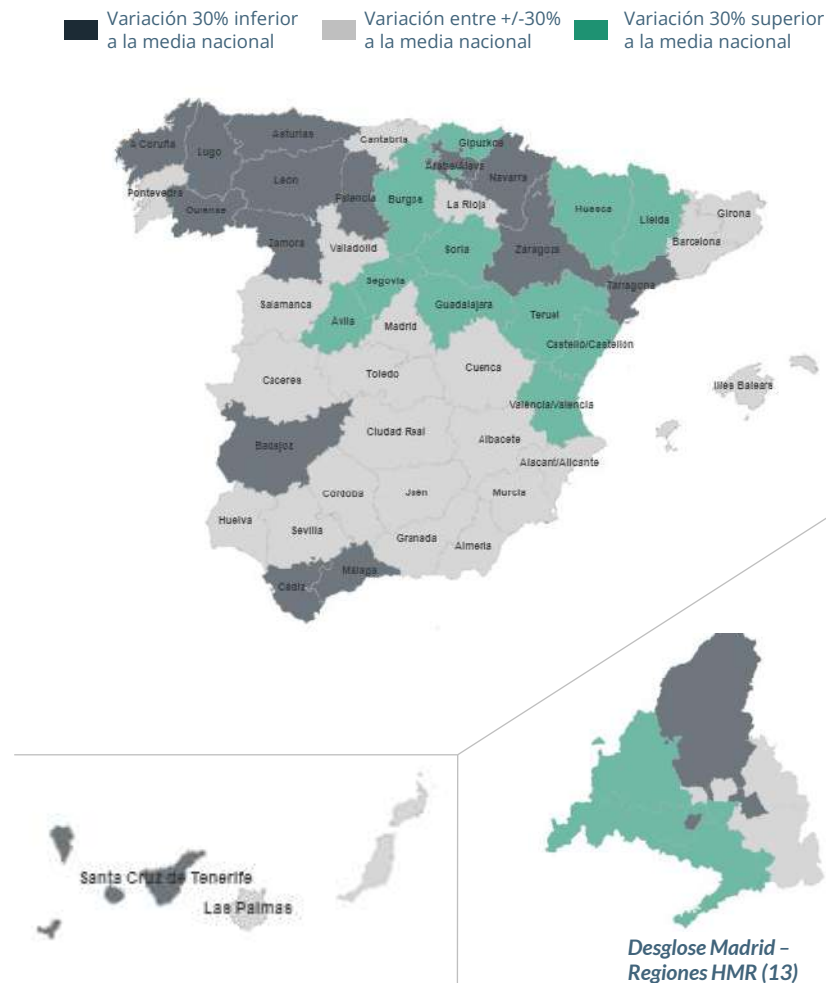 Variación 30% inferior
a la media nacional
Variación entre +/-30%
a la media nacional
Variación 30% superior
a la media nacional
A Coruña
Lugo
Asturias
Cantabria
Gipuzkoa
Araba/Álava
Navarra
León
Palencia
Burgos
La Rioja
Pontevedra
Ourense
Huesca
Lleida
Girona
Barcelona
Zamora
Valladolid
Soria
Zaragoza
Tarragona
Segovia
Salamanca
Ávila
Madrid
Guadalajara
Teruel
Castelló/Castellón
Cáceres
Toledo
Cuenca
Illes Balears
València/Valencia
Ciudad Real
Badajoz
Albacete
Alacant/Alicante
Córdoba
Jaén
Murcia
Huelva
Sevilla
Granada
Almería
Málaga
Cádiz
Santa Cruz de Tenerife
Las Palmas
Desglose Madrid –
Regiones HMR (13)